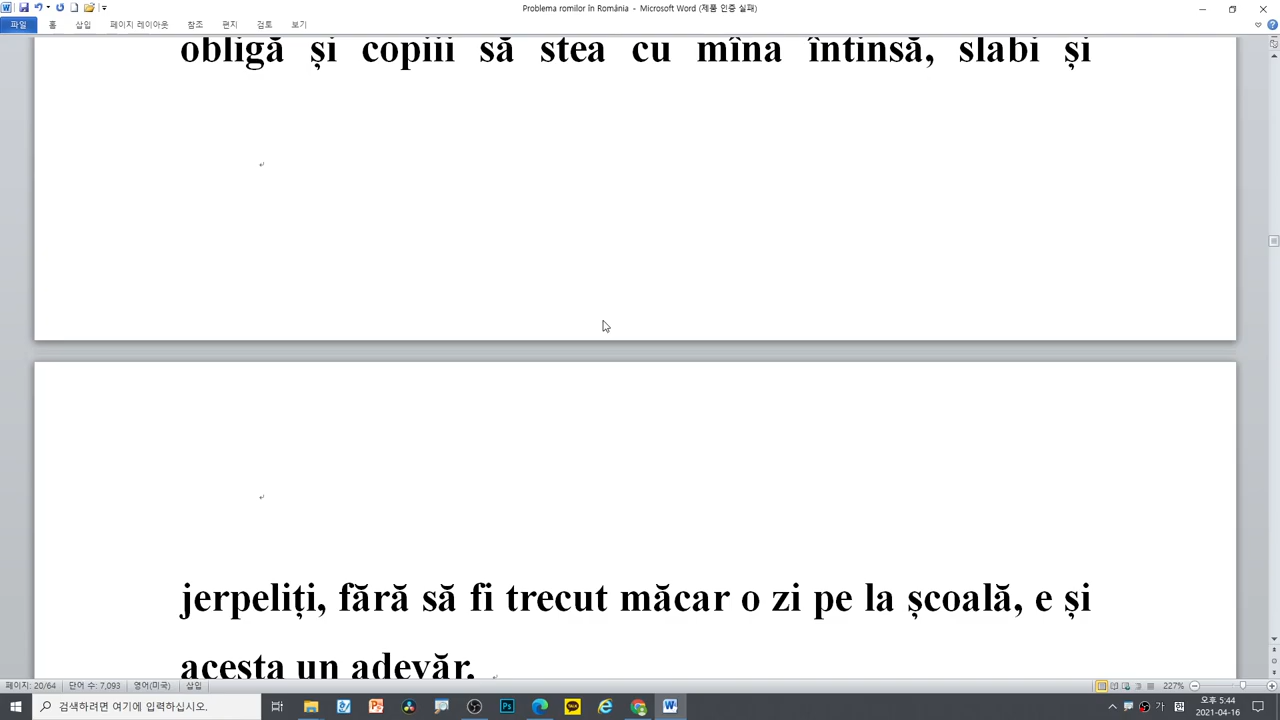 Problema romilor în România - Microsoft Word (제품 인증 실패)
파일 홈 삽입 페이지 레이아웃 참조 편지 검토 보기
obligă și copiii să stea cu mîna întinsă, slabi și
jerpeliți, fără să fi trecut măcar o zi pe la școală, e și
acesta un adevăr.
페이지: 20/64 단어 수: 7,093 영어(미국) 삽입 227%
검색하려면 여기에 입력하십시오. 가 오후 5:44
2021-04-16